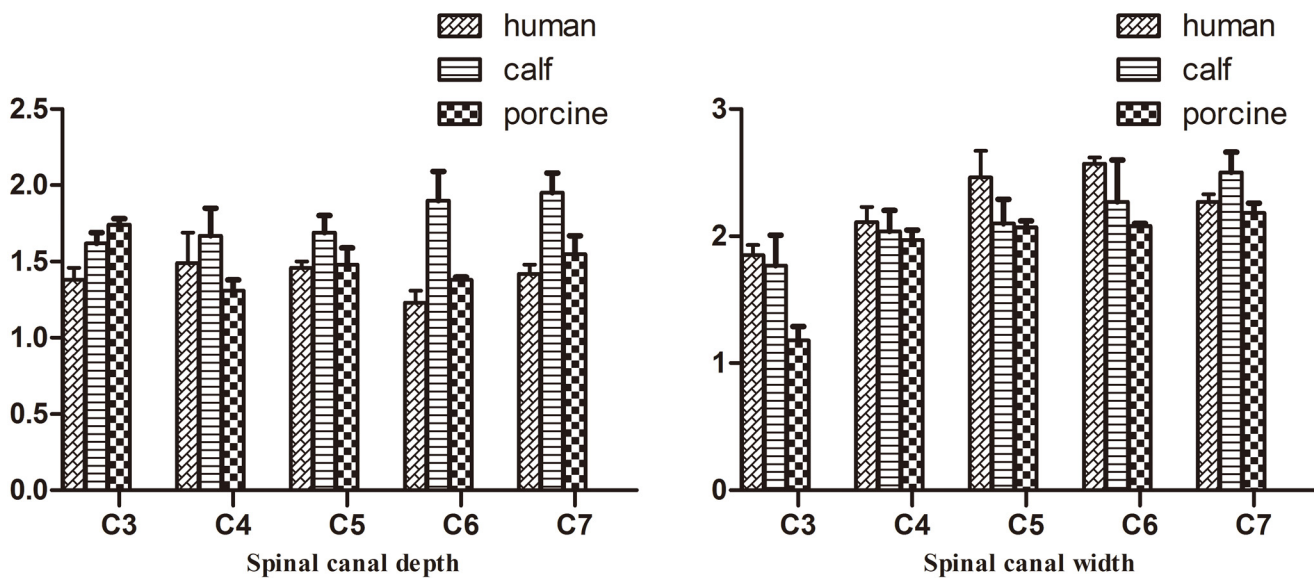 human
calf
porcine
2.5
2.0
1.5
1.0
0.5
0.0
C3 C4 C5 C6 C7
Spinal canal depth
human
calf
porcine
3
2
1
0
C3 C4 C5 C6 C7
Spinal canal width